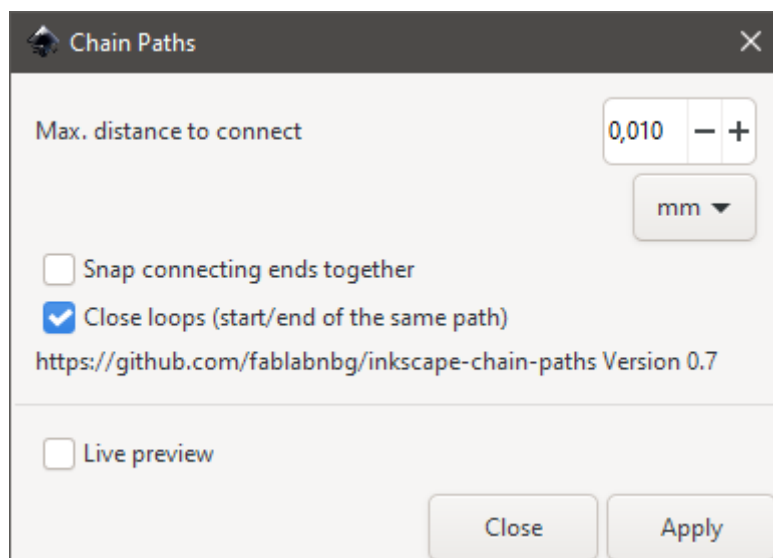 Chain Paths
Max. distance to connect 0,010
mm
Snap connecting ends together
Close loops (start/end of the same path)
https://github.com/fablabnbg/inkscape-chain-paths Version 0.7
Live preview
Close Apply